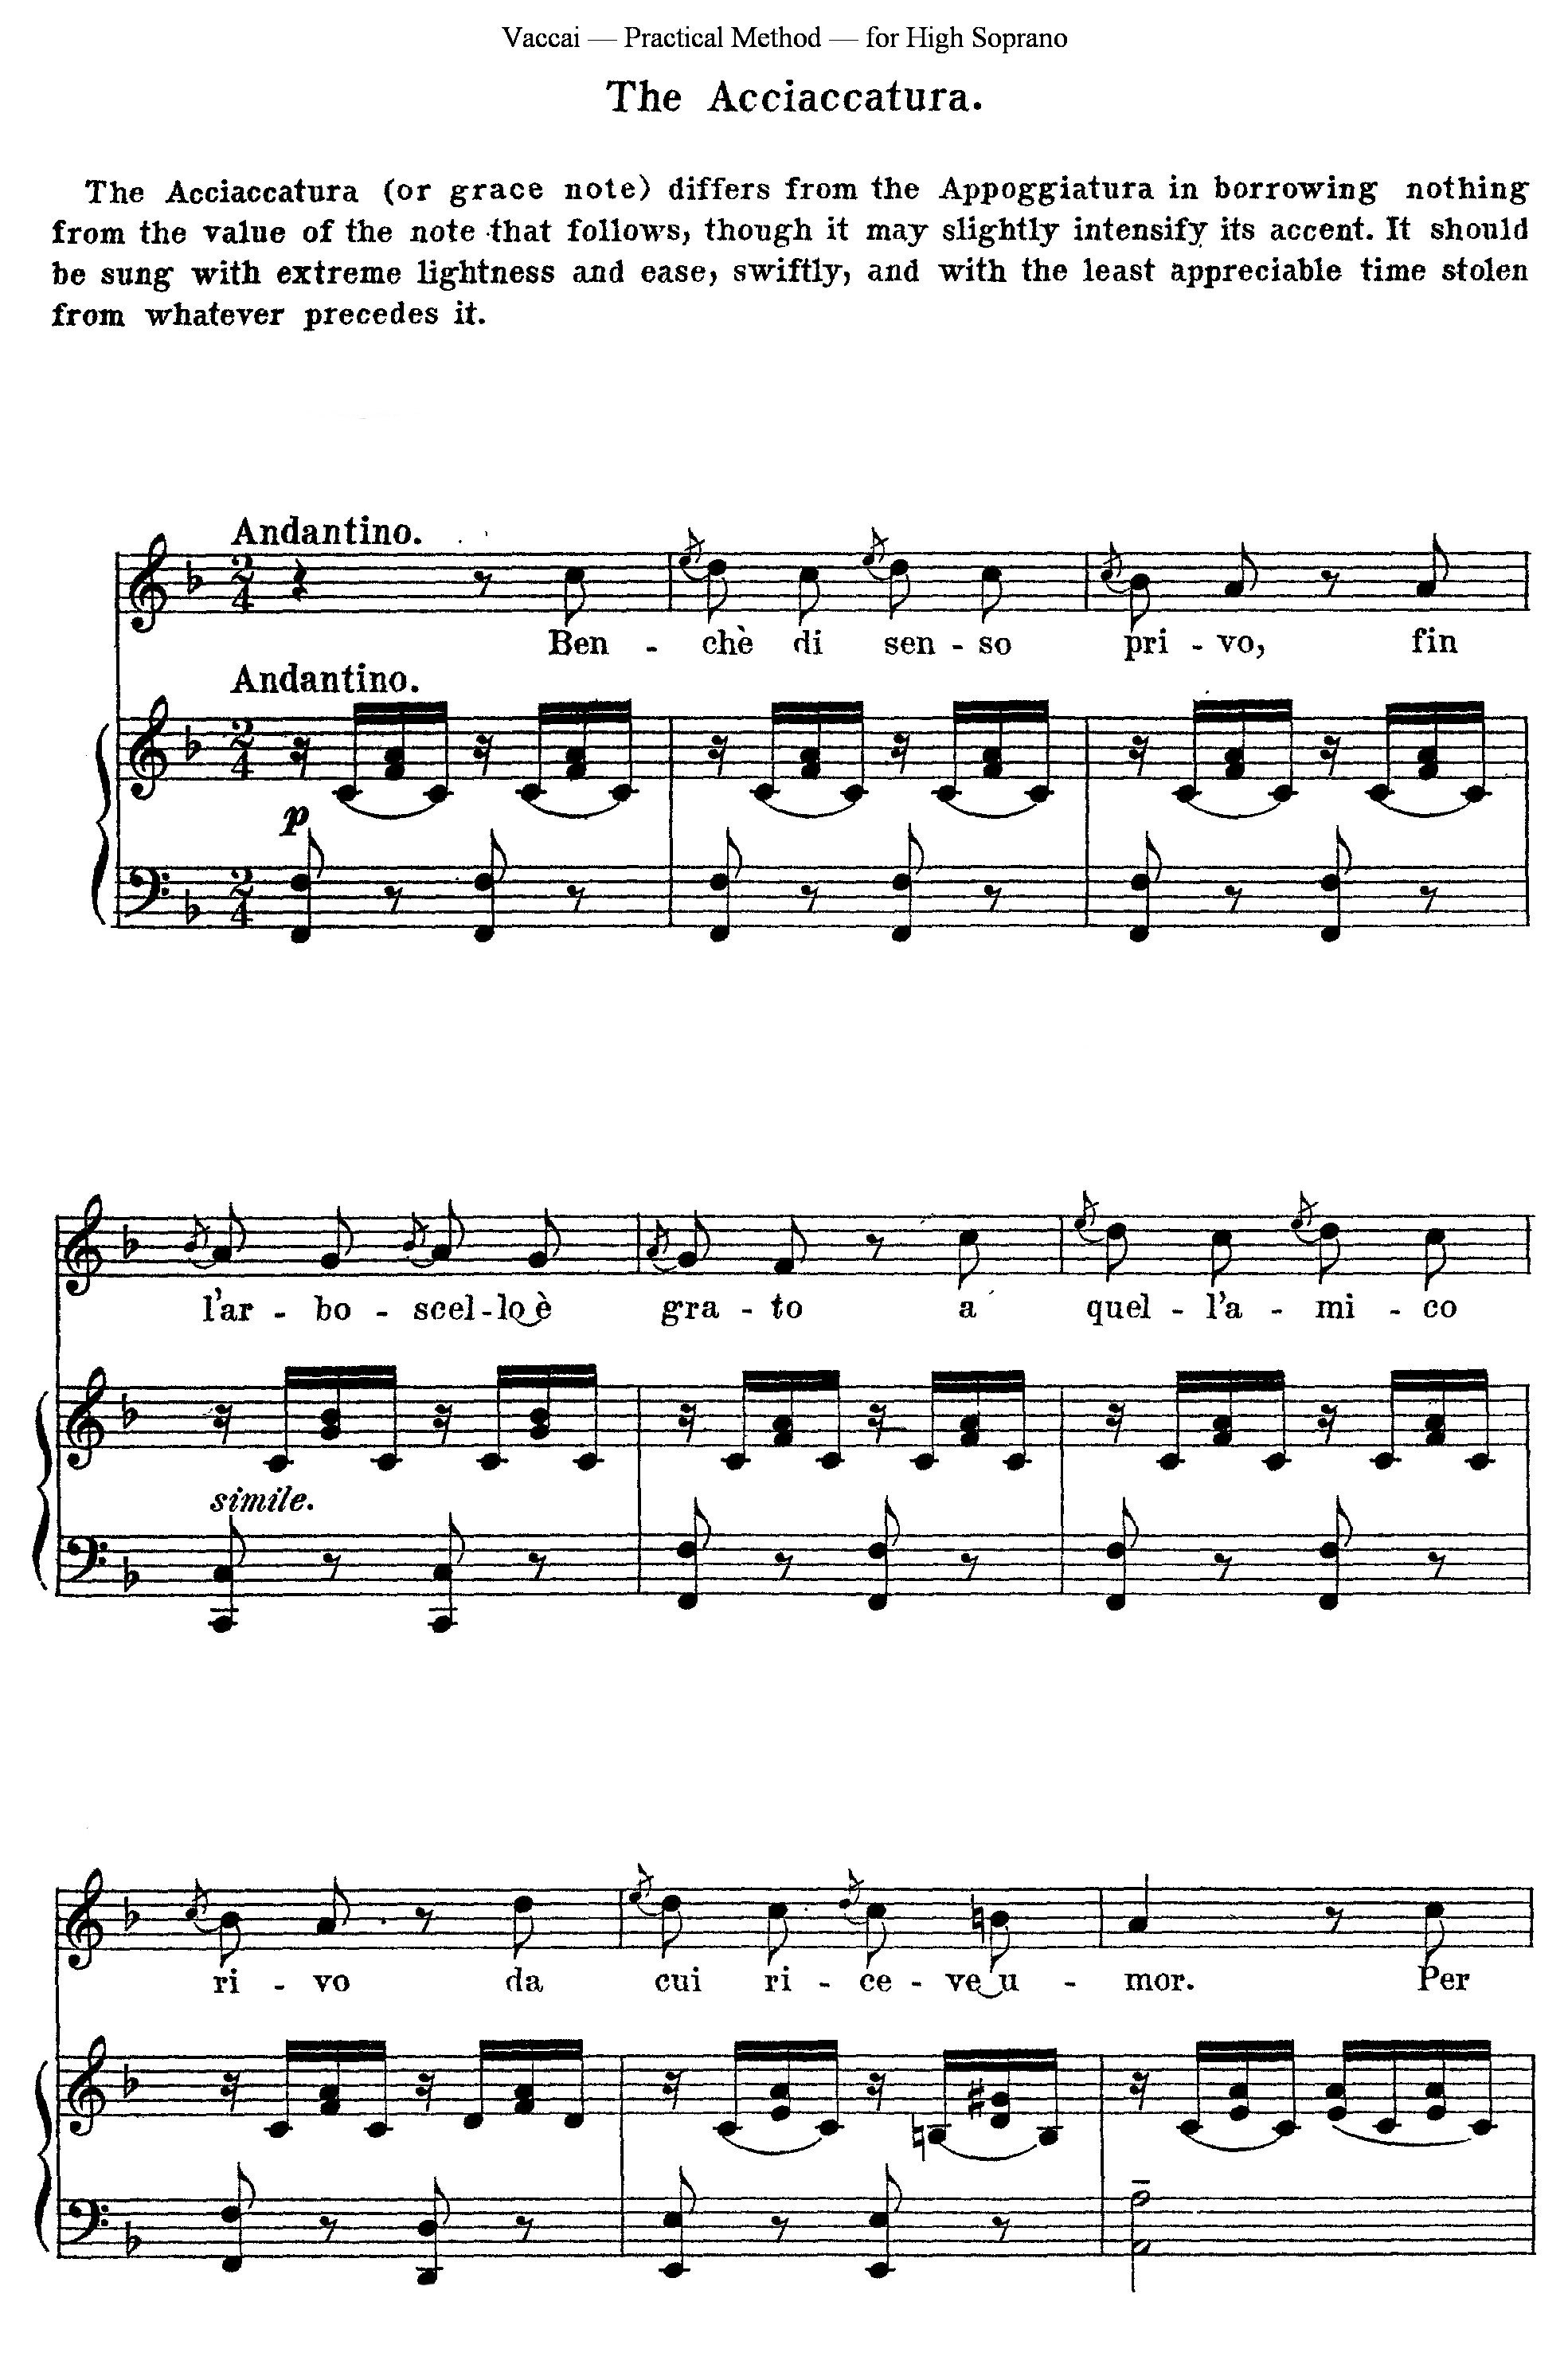 Vaccai — Practical Method — for High Soprano
The Acciaccatura.
The Acciaccatura (or grace note) differs from the Appoggiatura in borrowing nothing
from the value of the note that follows, though it may slightly intensify its accent. It should
be sung with extreme lightness and ease, swiftly, and with the least appreciable time stolen
from whatever precedes it.
Andantino.
2 4
Ben - chè di sen - so pri - vo, fin
Andantino.
2 4
p
2 4
l'ar - bo - scel - lo è gra - to a quel - l'a - mi - co
simile.
ri - vo da cui ri - ce - ve u - mor. Per